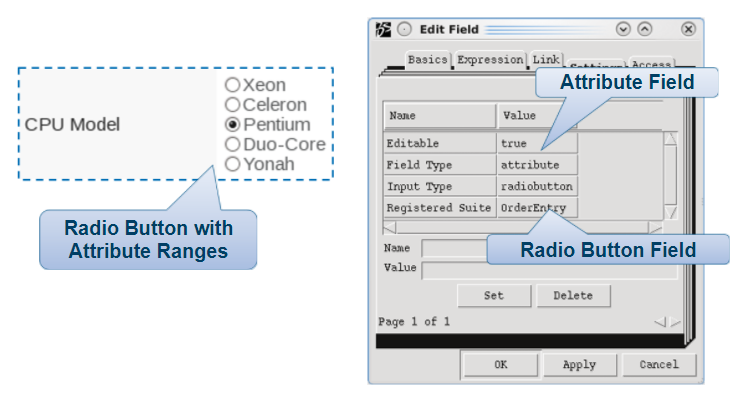 CPU Model
Xeon
Celeron
Pentium
Duo-Core
Yonah
Radio Button with
Attribute Ranges
Edit Field
Basics Expression Link Settings Access
Attribute Field
Name Value
Editable true
Field Type attribute
Input Type radiobutton
Registered Suite OrderEntry
Radio Button Field
Name
Value
Set Delete
Page 1 of 1
OK Apply Cancel